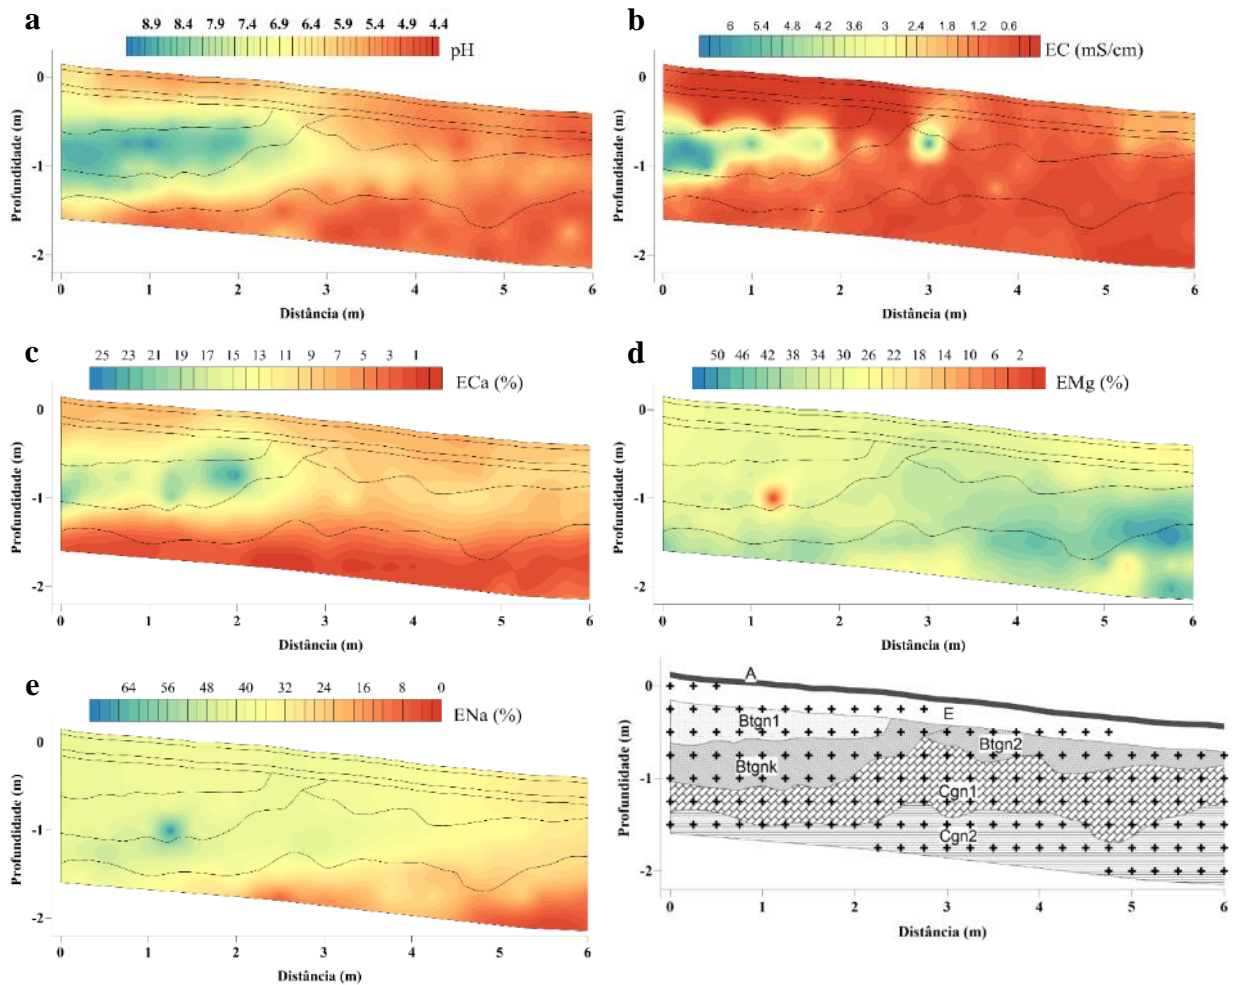 a
8.9 8.4 7.9 7.4 6.9 6.4 5.9 5.4 4.9 4.4
pH
Profundidade (m)
0
-1
-2
0 1 2 3 4 5 6
Distância (m)
b
6 5.4 4.8 4.2 3.6 3 2.4 1.8 1.2 0.6
EC (mS/cm)
Profundidade (m)
0
-1
-2
0 1 2 3 4 5 6
Distância (m)
c
25 23 21 19 17 15 13 11 9 7 5 3 1
ECa (%)
Profundidade (m)
0
-1
-2
0 1 2 3 4 5 6
Distância (m)
d
50 46 42 38 34 30 26 22 18 14 10 6 2
EMg (%)
Profundidade (m)
0
-1
-2
0 1 2 3 4 5 6
Distância (m)
e
64 56 48 40 32 24 16 8 0
ENa (%)
Profundidade (m)
0
-1
-2
0 1 2 3 4 5 6
Distância (m)
Profundidade (m)
0
-1
-2
A
E
Btgn1
Btgn2
Btgnk
Cgn1
Cgn2
0 1 2 3 4 5 6
Distância (m)